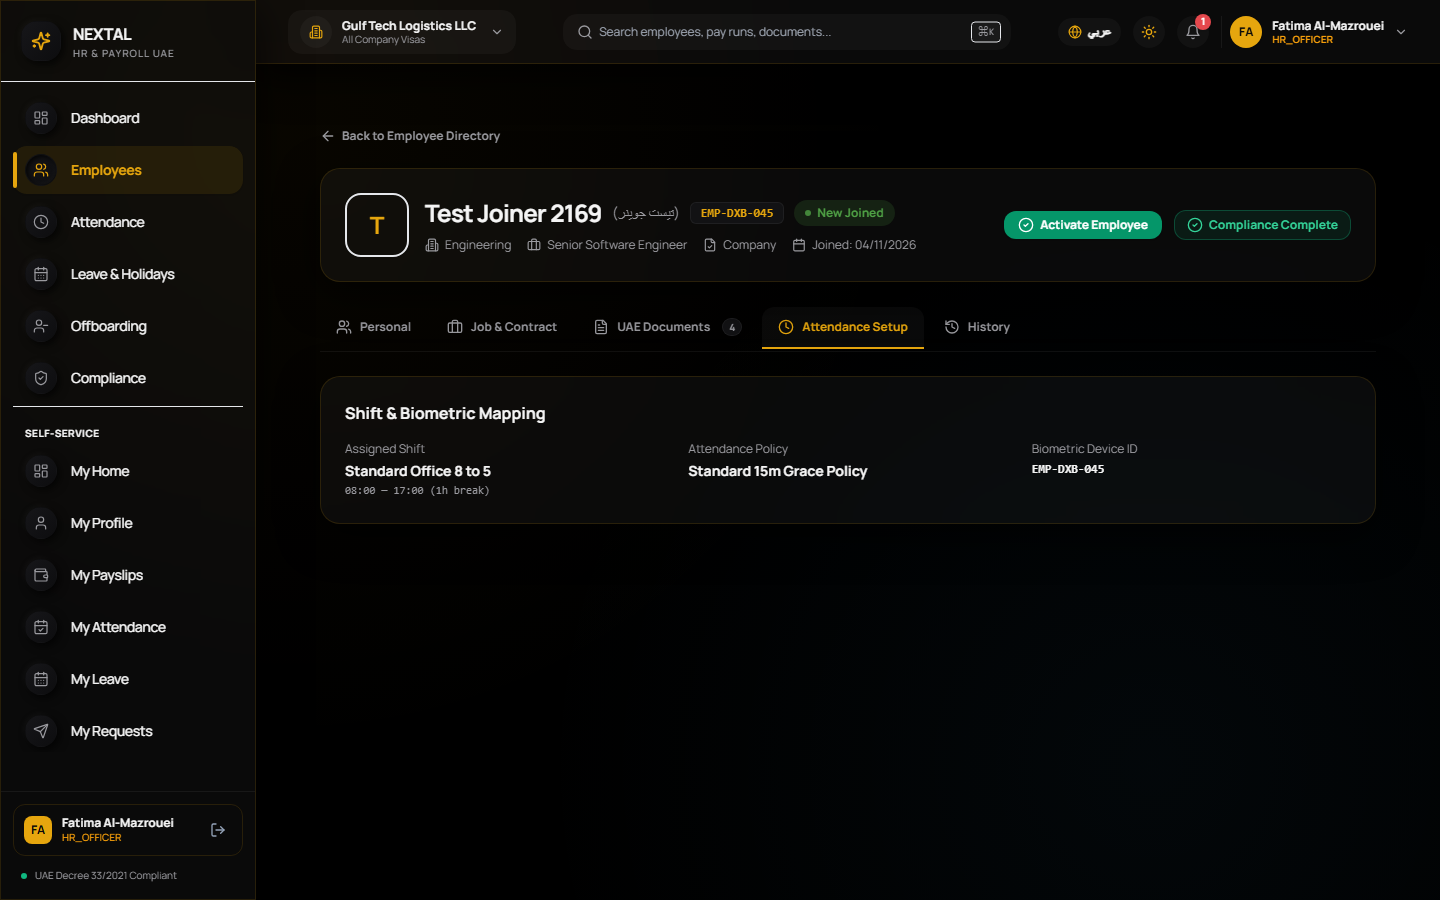 NEXTAL
HR & PAYROLL UAE
Gulf Tech Logistics LLC
All Company Visas
Search employees, pay runs, documents...
⌘K
عربي
1
FA
Fatima Al-Mazrouei
HR_OFFICER
Dashboard
Employees
Attendance
Leave & Holidays
Offboarding
Compliance
SELF-SERVICE
My Home
My Profile
My Payslips
My Attendance
My Leave
My Requests
FA
Fatima Al-Mazrouei
HR_OFFICER
UAE Decree 33/2021 Compliant
Back to Employee Directory
T
Test Joiner 2169 (تيست جوينر) EMP-DXB-045 New Joined
Engineering Senior Software Engineer Company Joined: 04/11/2026
Activate Employee
Compliance Complete
Personal Job & Contract UAE Documents 4 Attendance Setup History
Shift & Biometric Mapping
Assigned Shift
Standard Office 8 to 5
08:00 — 17:00 (1h break)
Attendance Policy
Standard 15m Grace Policy
Biometric Device ID
EMP-DXB-045